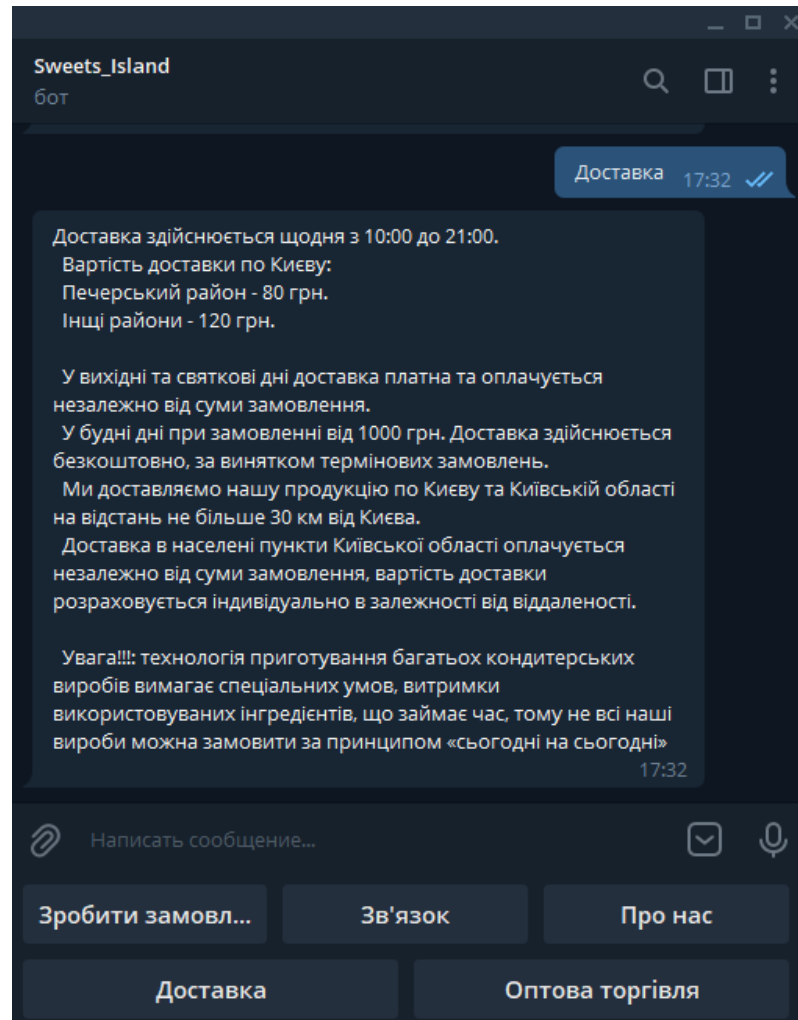 Sweets_Island
бот
Доставка 17:32
Доставка здійснюється щодня з 10:00 до 21:00.
Вартість доставки по Києву:
Печерський район - 80 грн.
Інщі райони - 120 грн.
У вихідні та святкові дні доставка платна та оплачується
незалежно від суми замовлення.
У будні дні при замовленні від 1000 грн. Доставка здійснюється
безкоштовно, за винятком термінових замовлень.
Ми доставляємо нашу продукцію по Києву та Київській області
на відстань не більше 30 км від Києва.
Доставка в населені пункти Київської області оплачується
незалежно від суми замовлення, вартість доставки
розраховується індивідуально в залежності від віддаленості.
Увага!!!: технологія приготування багатьох кондитерських
виробів вимагає спеціальних умов, витримки
використовуваних інгредієнтів, що займає час, тому не всі наші
вироби можна замовити за принципом «сьогодні на сьогодні»
17:32
Написать сообщение...
Зробити замовл... Зв'язок Про нас
Доставка Оптова торгівля